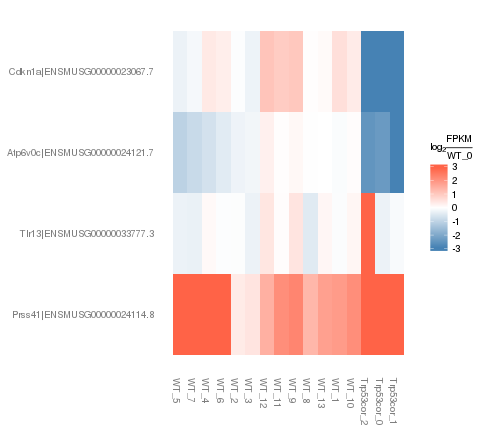 Cdkn1a|ENSMUSG00000023067.7
Atp6v0c|ENSMUSG00000024121.7
Tlr13|ENSMUSG00000033777.3
Prss41|ENSMUSG00000024114.8
WT_5
WT_7
WT_4
WT_6
WT_2
WT_3
WT_12
WT_11
WT_9
WT_8
WT_13
WT_1
WT_10
Trp53cor_2
Trp53cor_0
Trp53cor_1
log2 FPKM
WT_0
3
2
1
0
-1
-2
-3